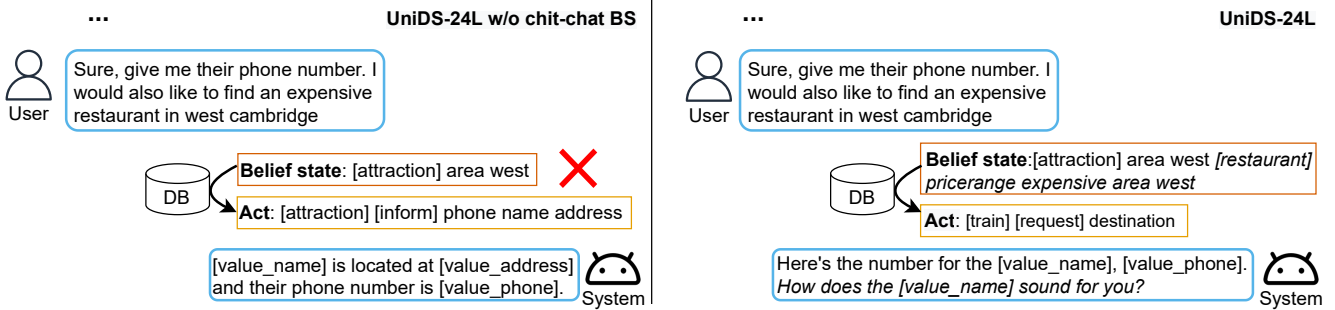 ...
UniDS-24L w/o chit-chat BS
Sure, give me their phone number. I
would also like to find an expensive
restaurant in west cambridge
User
Belief state: [attraction] area west
DB
Act: [attraction] [inform] phone name address
[value_name] is located at [value_address]
and their phone number is [value_phone].
System
...
UniDS-24L
Sure, give me their phone number. I
would also like to find an expensive
restaurant in west cambridge
User
Belief state:[attraction] area west [restaurant]
pricerange expensive area west
DB
Act: [train] [request] destination
Here's the number for the [value_name], [value_phone].
How does the [value_name] sound for you?
System